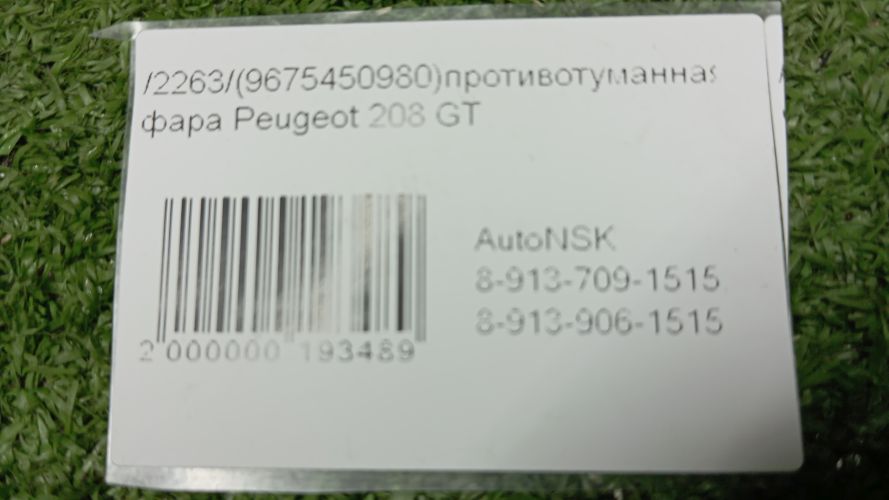 /2263/(9675450980)противотуманная
фара Peugeot 208 GT
AutoNSK
8-913-709-1515
8-913-906-1515
2 000000 193489